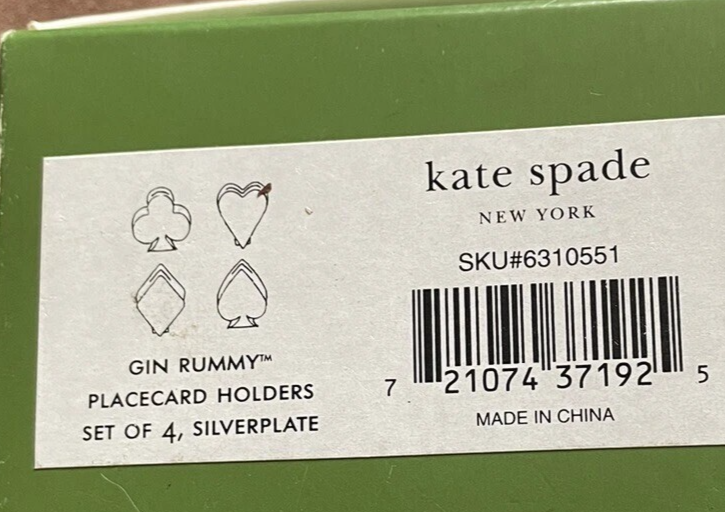 kate spade
NEW YORK
SKU#6310551
7 21074 37192 5
MADE IN CHINA
GIN RUMMY™
PLACECARD HOLDERS
SET OF 4, SILVERPLATE